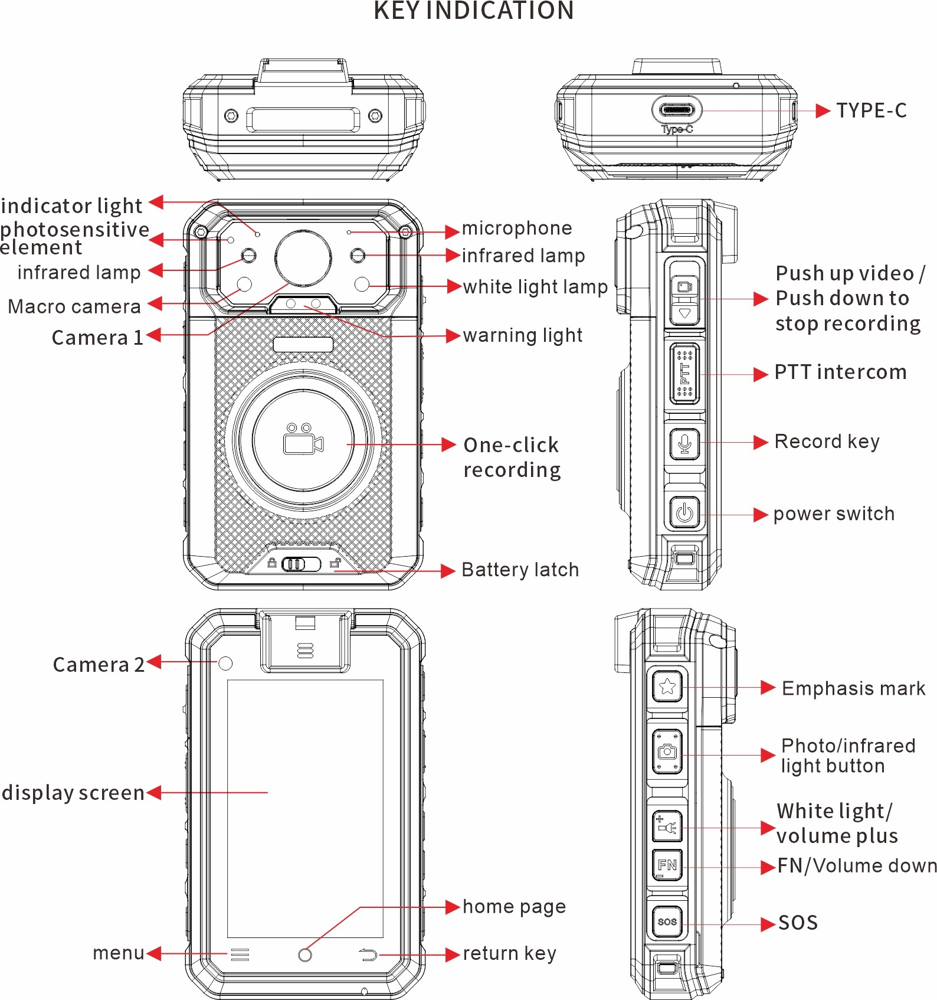 KEY INDICATION
Type-C
TYPE-C
indicator light
photosensitive
element
infrared lamp
Macro camera
Camera 1
microphone
infrared lamp
white light lamp
warning light
One-click
recording
Battery latch
Push up video /
Push down to
stop recording
PTT
PTT intercom
Record key
power switch
Camera 2
display screen
menu
home page
return key
Emphasis mark
Photo/infrared
light button
White light/
volume plus
+
FN
-
FN/Volume down
SOS
SOS